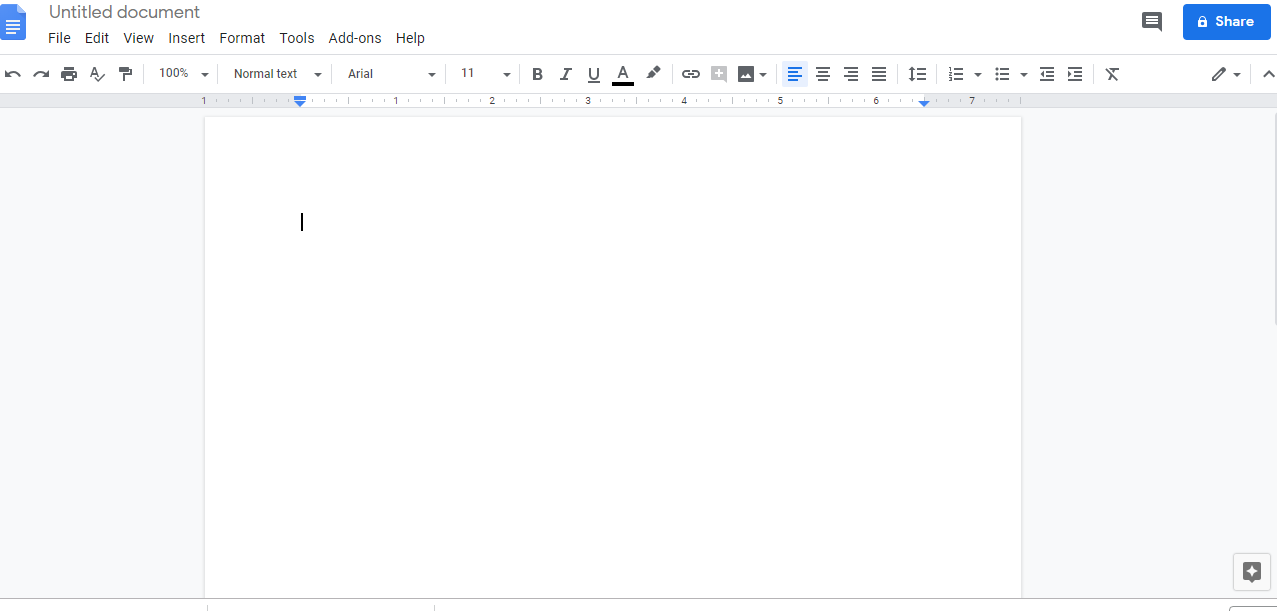 Untitled document
Share
File Edit View Insert Format Tools Add-ons Help
100% Normal text Arial 11 B I U A
1 1 2 3 4 5 6 7